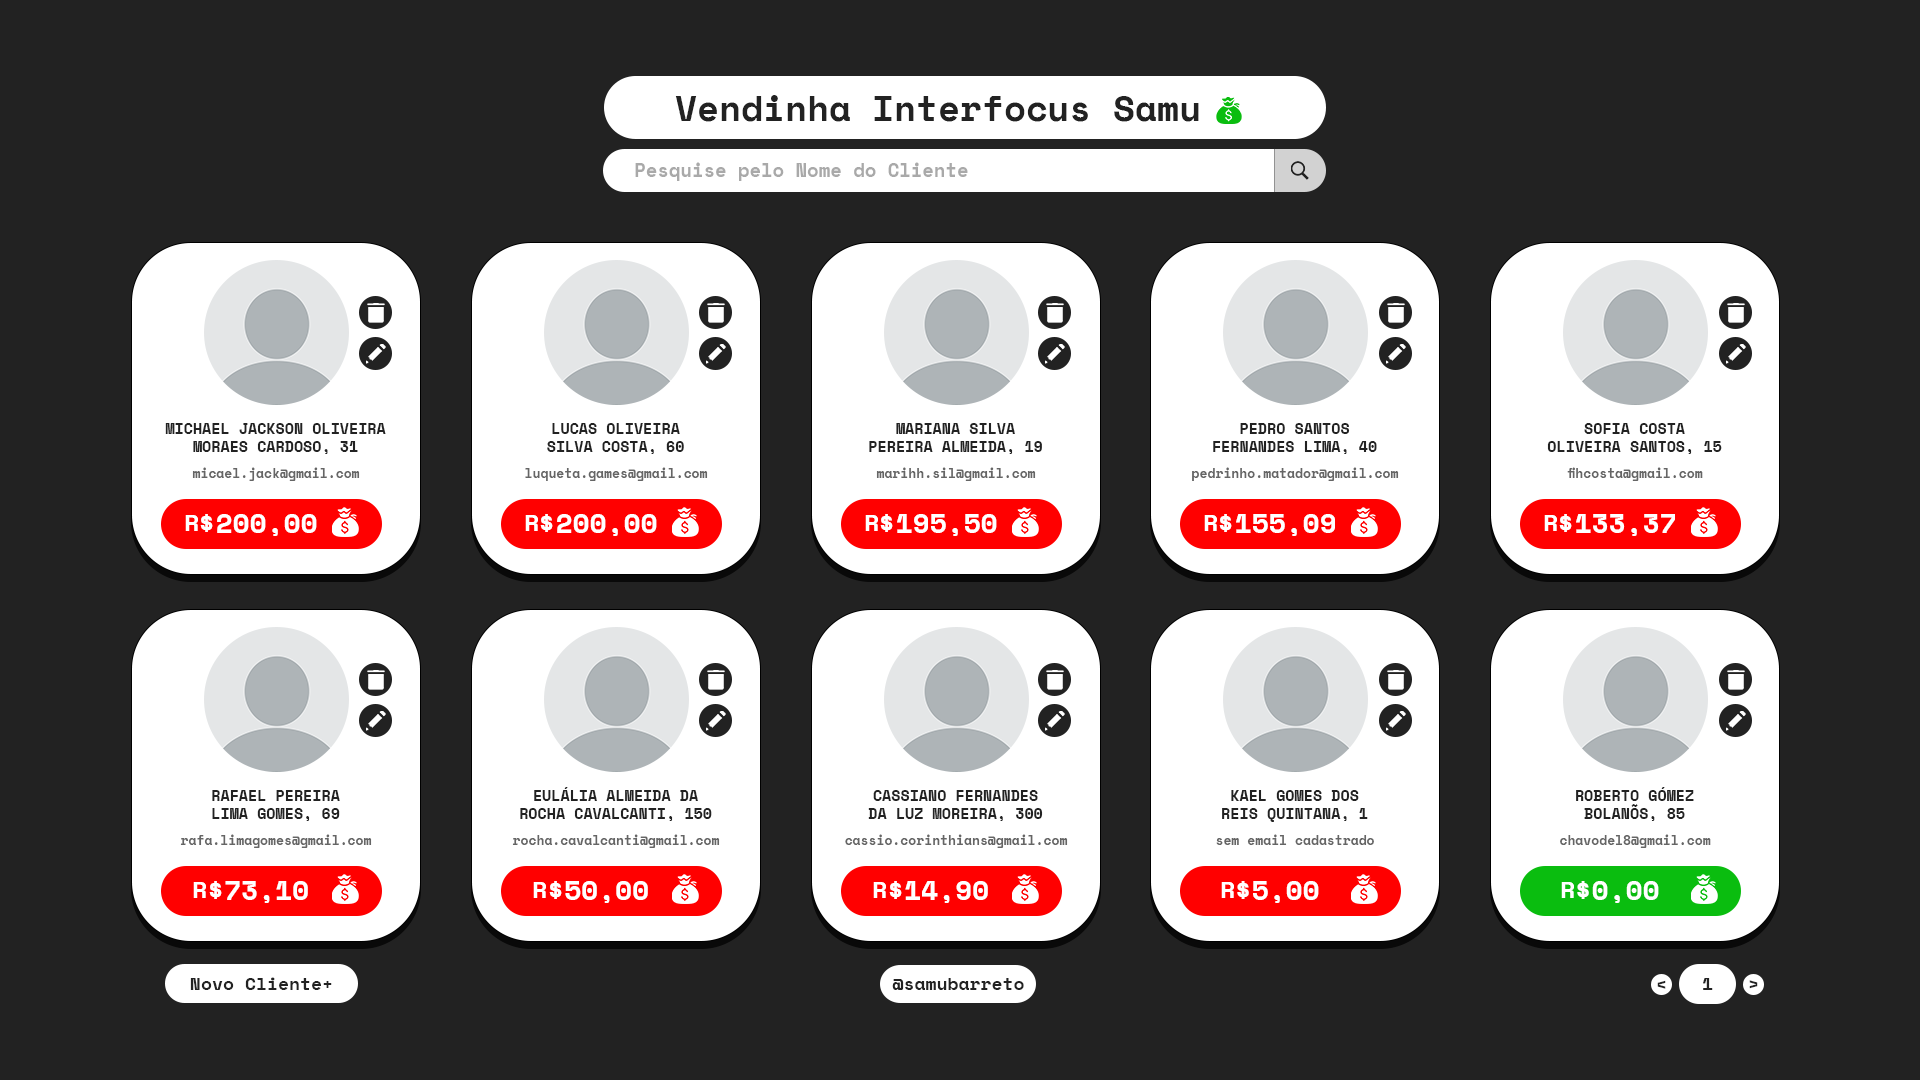 Vendinha Interfocus Samu
Pesquise pelo Nome do Cliente
MICHAEL JACKSON OLIVEIRA
MORAES CARDOSO, 31
micael.jack@gmail.com
R$200,00
LUCAS OLIVEIRA
SILVA COSTA, 60
luqueta.games@gmail.com
R$200,00
MARIANA SILVA
PEREIRA ALMEIDA, 19
marihh.sil@gmail.com
R$195,50
PEDRO SANTOS
FERNANDES LIMA, 40
pedrinho.matador@gmail.com
R$155,09
SOFIA COSTA
OLIVEIRA SANTOS, 15
fihcosta@gmail.com
R$133,37
RAFAEL PEREIRA
LIMA GOMES, 69
rafa.limagomes@gmail.com
R$73,10
EULÁLIA ALMEIDA DA
ROCHA CAVALCANTI, 150
rocha.cavalcanti@gmail.com
R$50,00
CASSIANO FERNANDES
DA LUZ MOREIRA, 300
cassio.corinthians@gmail.com
R$14,90
KAEL GOMES DOS
REIS QUINTANA, 1
sem email cadastrado
R$5,00
ROBERTO GÓMEZ
BOLANÕS, 85
chavodel8@gmail.com
R$0,00
Novo Cliente+
@samubarreto
< 1 >